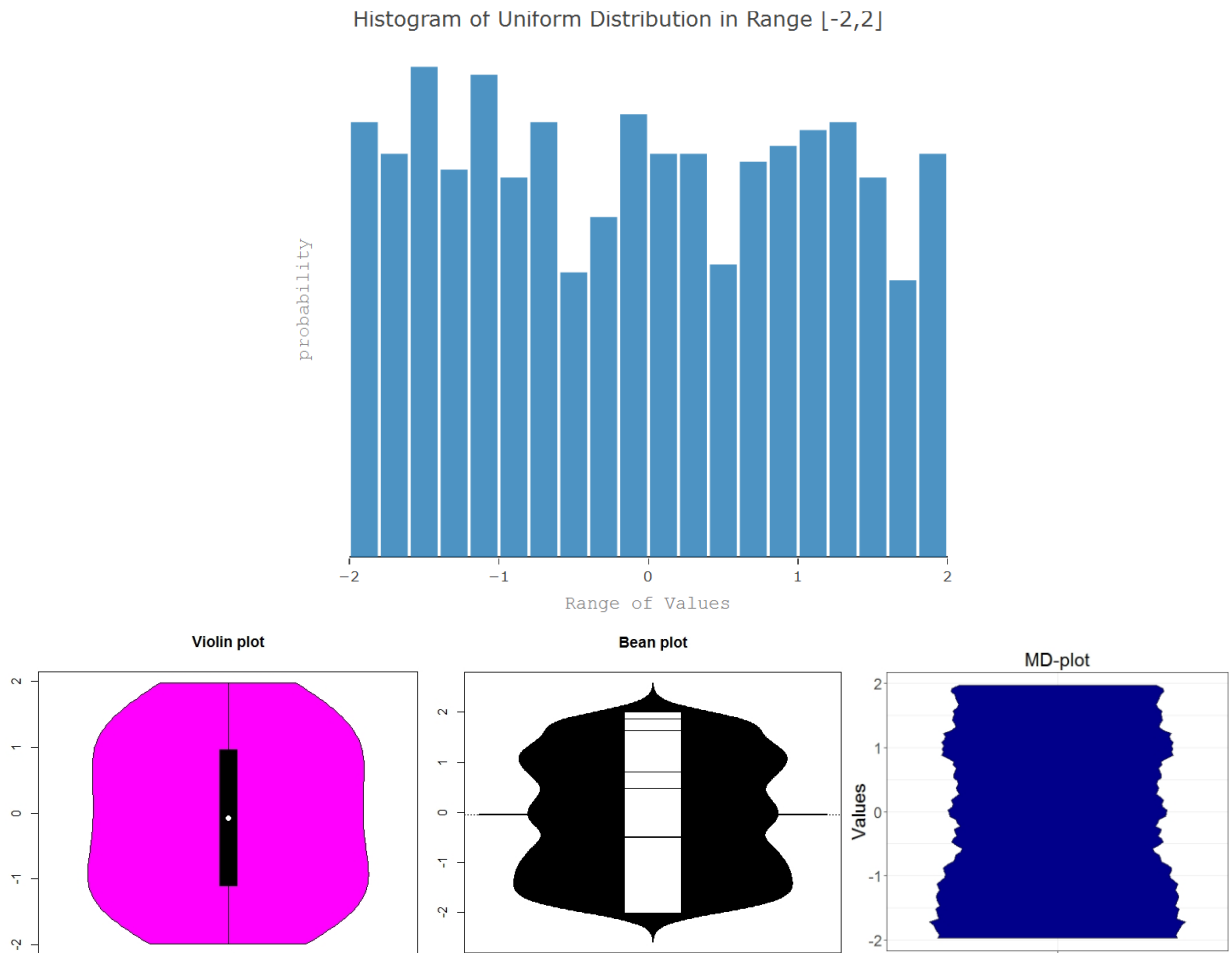 Histogram of Uniform Distribution in Range [-2,2]
probability
−2 −1 0 1 2
Range of Values
Violin plot
2
1
0
-1
-2
Bean plot
2
1
0
-1
-2
MD-plot
Values
2
1
0
-1
-2